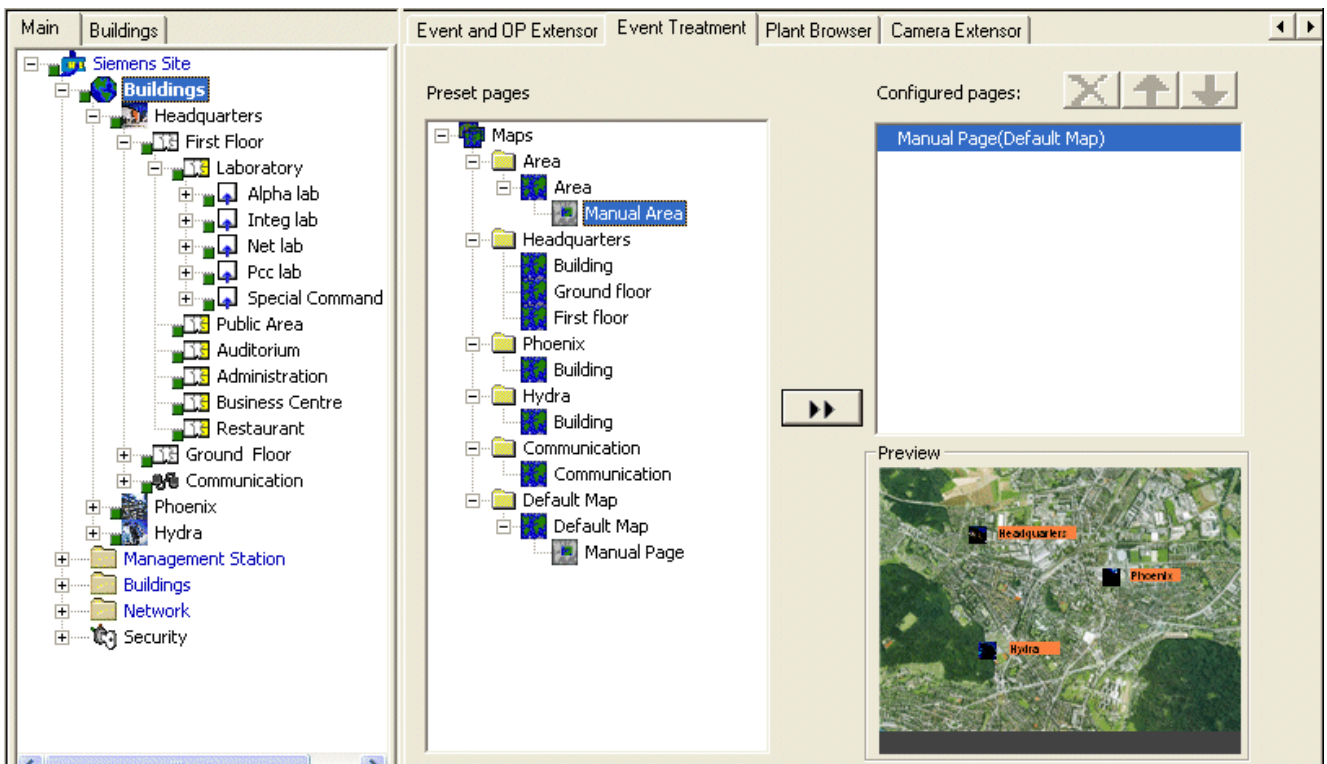 Main
Buildings
Siemens Site
Buildings
Headquarters
First Floor
Laboratory
Alpha lab
Integ lab
Net lab
Pcc lab
Special Command
Public Area
Auditorium
Administration
Business Centre
Restaurant
Ground Floor
Communication
Phoenix
Hydra
Management Station
Buildings
Network
Security
Event and OP Extensor
Event Treatment
Plant Browser
Camera Extensor
Preset pages
Maps
Area
Area
Manual Area
Headquarters
Building
Ground floor
First floor
Phoenix
Building
Hydra
Building
Communication
Communication
Default Map
Default Map
Manual Page
Configured pages:
Manual Page(Default Map)
Preview
Headquarters
Phoenix
Hydra